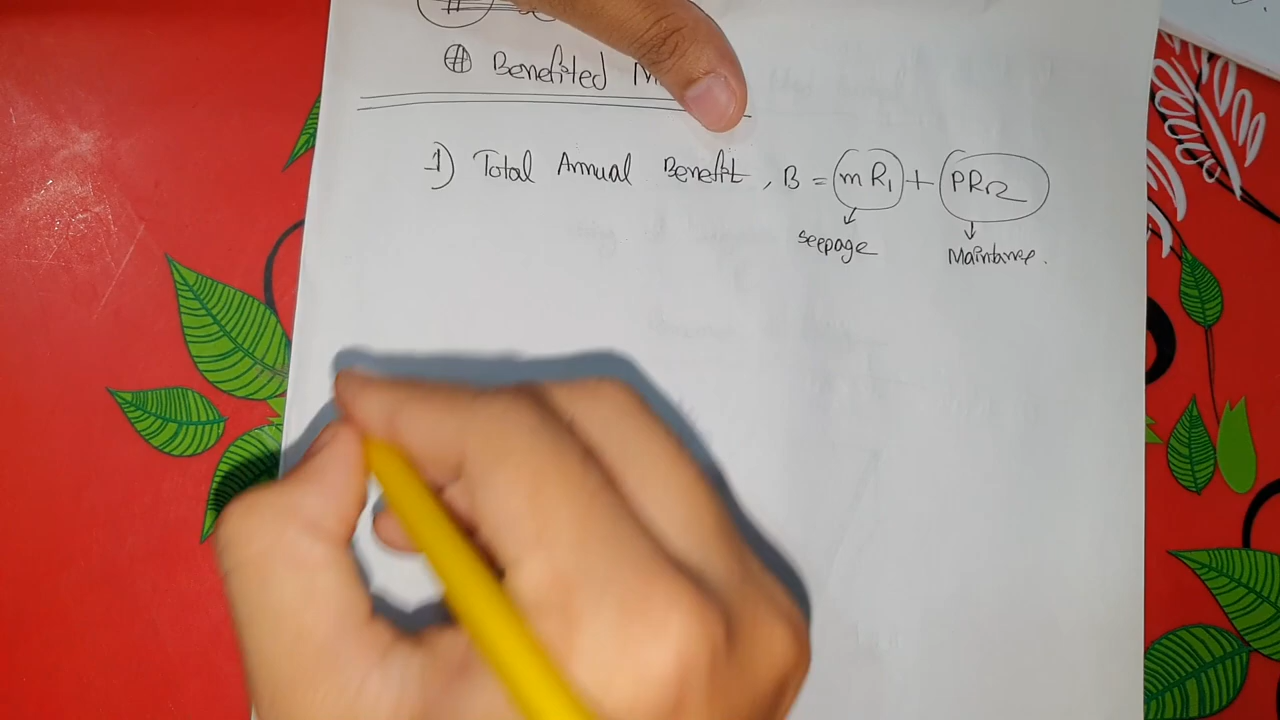 # Benefited
1) Total Annual Benefit, B = mR1 + PR2
seepage
Maintance.